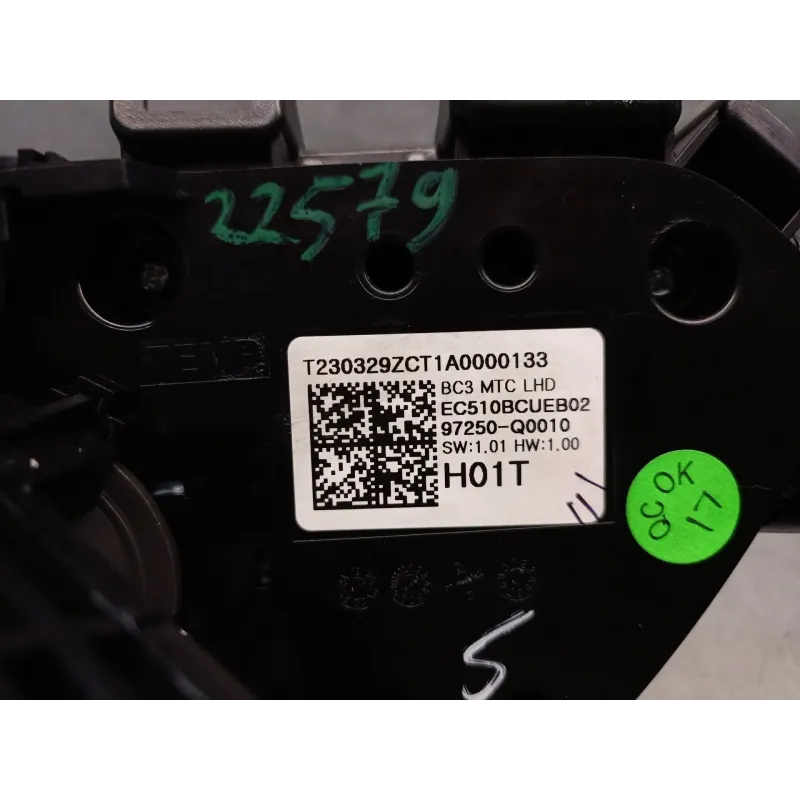 22579
T230329ZCT1A0000133
BC3 MTC LHD
EC510BCUEB02
97250-Q0010
SW:1.01 HW:1.00
H01T
QC OK
17
5